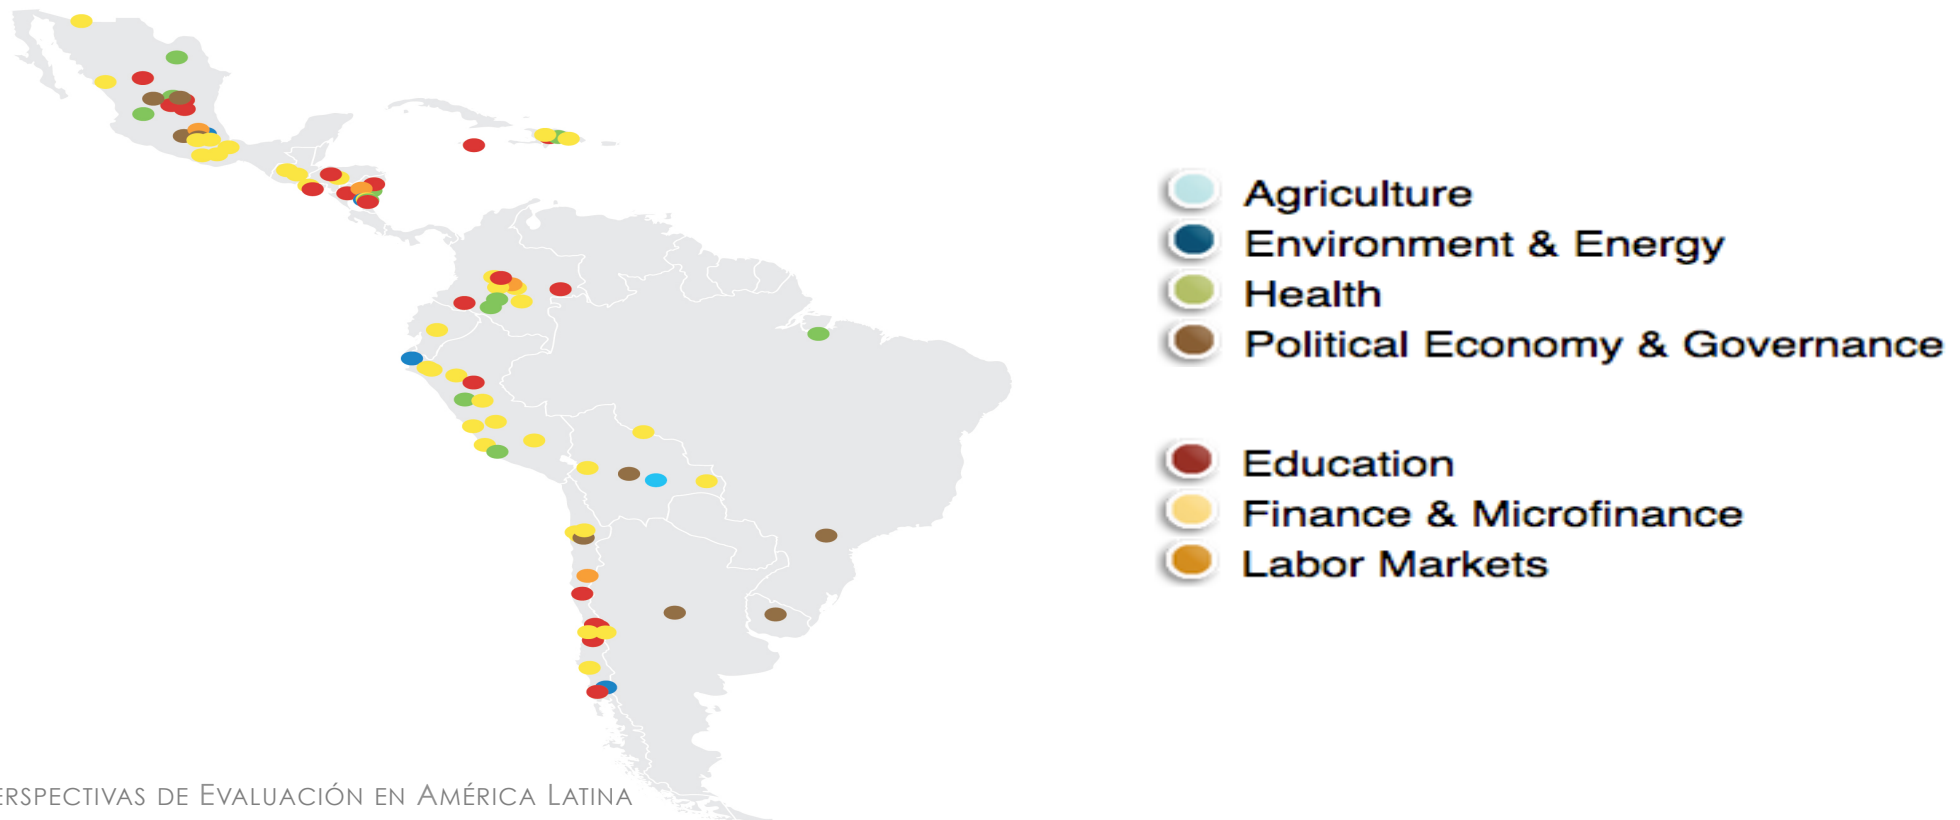 Agriculture
Environment & Energy
Health
Political Economy & Governance
Education
Finance & Microfinance
Labor Markets
ERSPECTIVAS DE EVALUACIÓN EN AMÉRICA LATINA